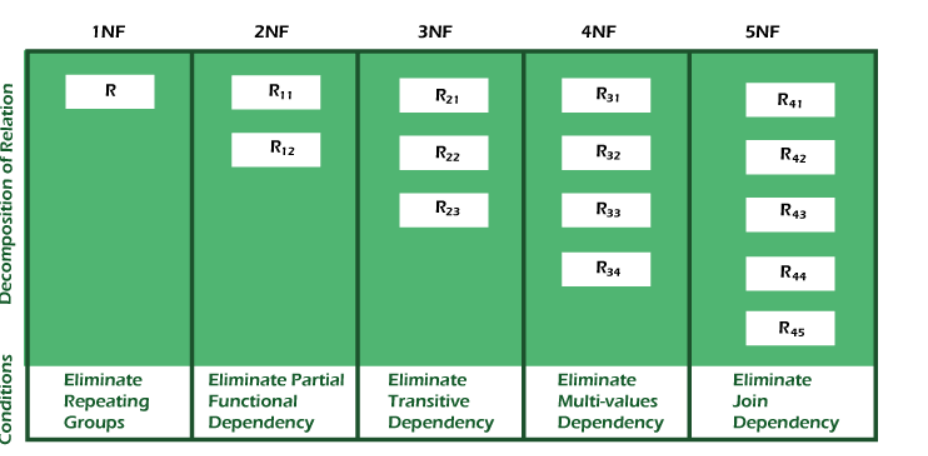 1NF 2NF 3NF 4NF 5NF
Decomposition of Relation
R R₁₁ R₂₁ R₃₁ R₄₁
R₁₂ R₂₂ R₃₂ R₄₂
R₂₃ R₃₃ R₄₃
R₃₄ R₄₄
R₄₅
Conditions
Eliminate
Repeating
Groups
Eliminate Partial
Functional
Dependency
Eliminate
Transitive
Dependency
Eliminate
Multi-values
Dependency
Eliminate
Join
Dependency